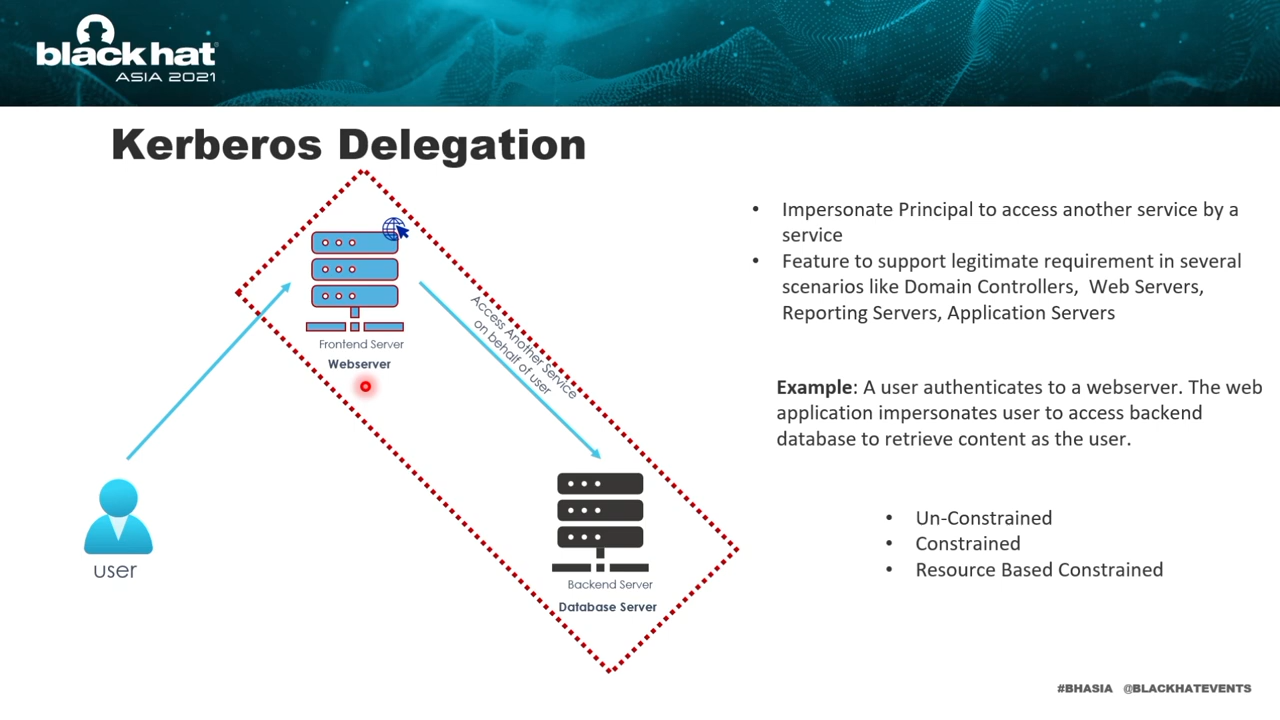 black hat
ASIA 2021
Kerberos Delegation
Frontend Server
Webserver
Access Another Service
on behalf of user
user
Backend Server
Database Server
• Impersonate Principal to access another service by a
service
• Feature to support legitimate requirement in several
scenarios like Domain Controllers, Web Servers,
Reporting Servers, Application Servers
Example: A user authenticates to a webserver. The web
application impersonates user to access backend
database to retrieve content as the user.
• Un-Constrained
• Constrained
• Resource Based Constrained
#BHASIA @BLACKHATEVENTS